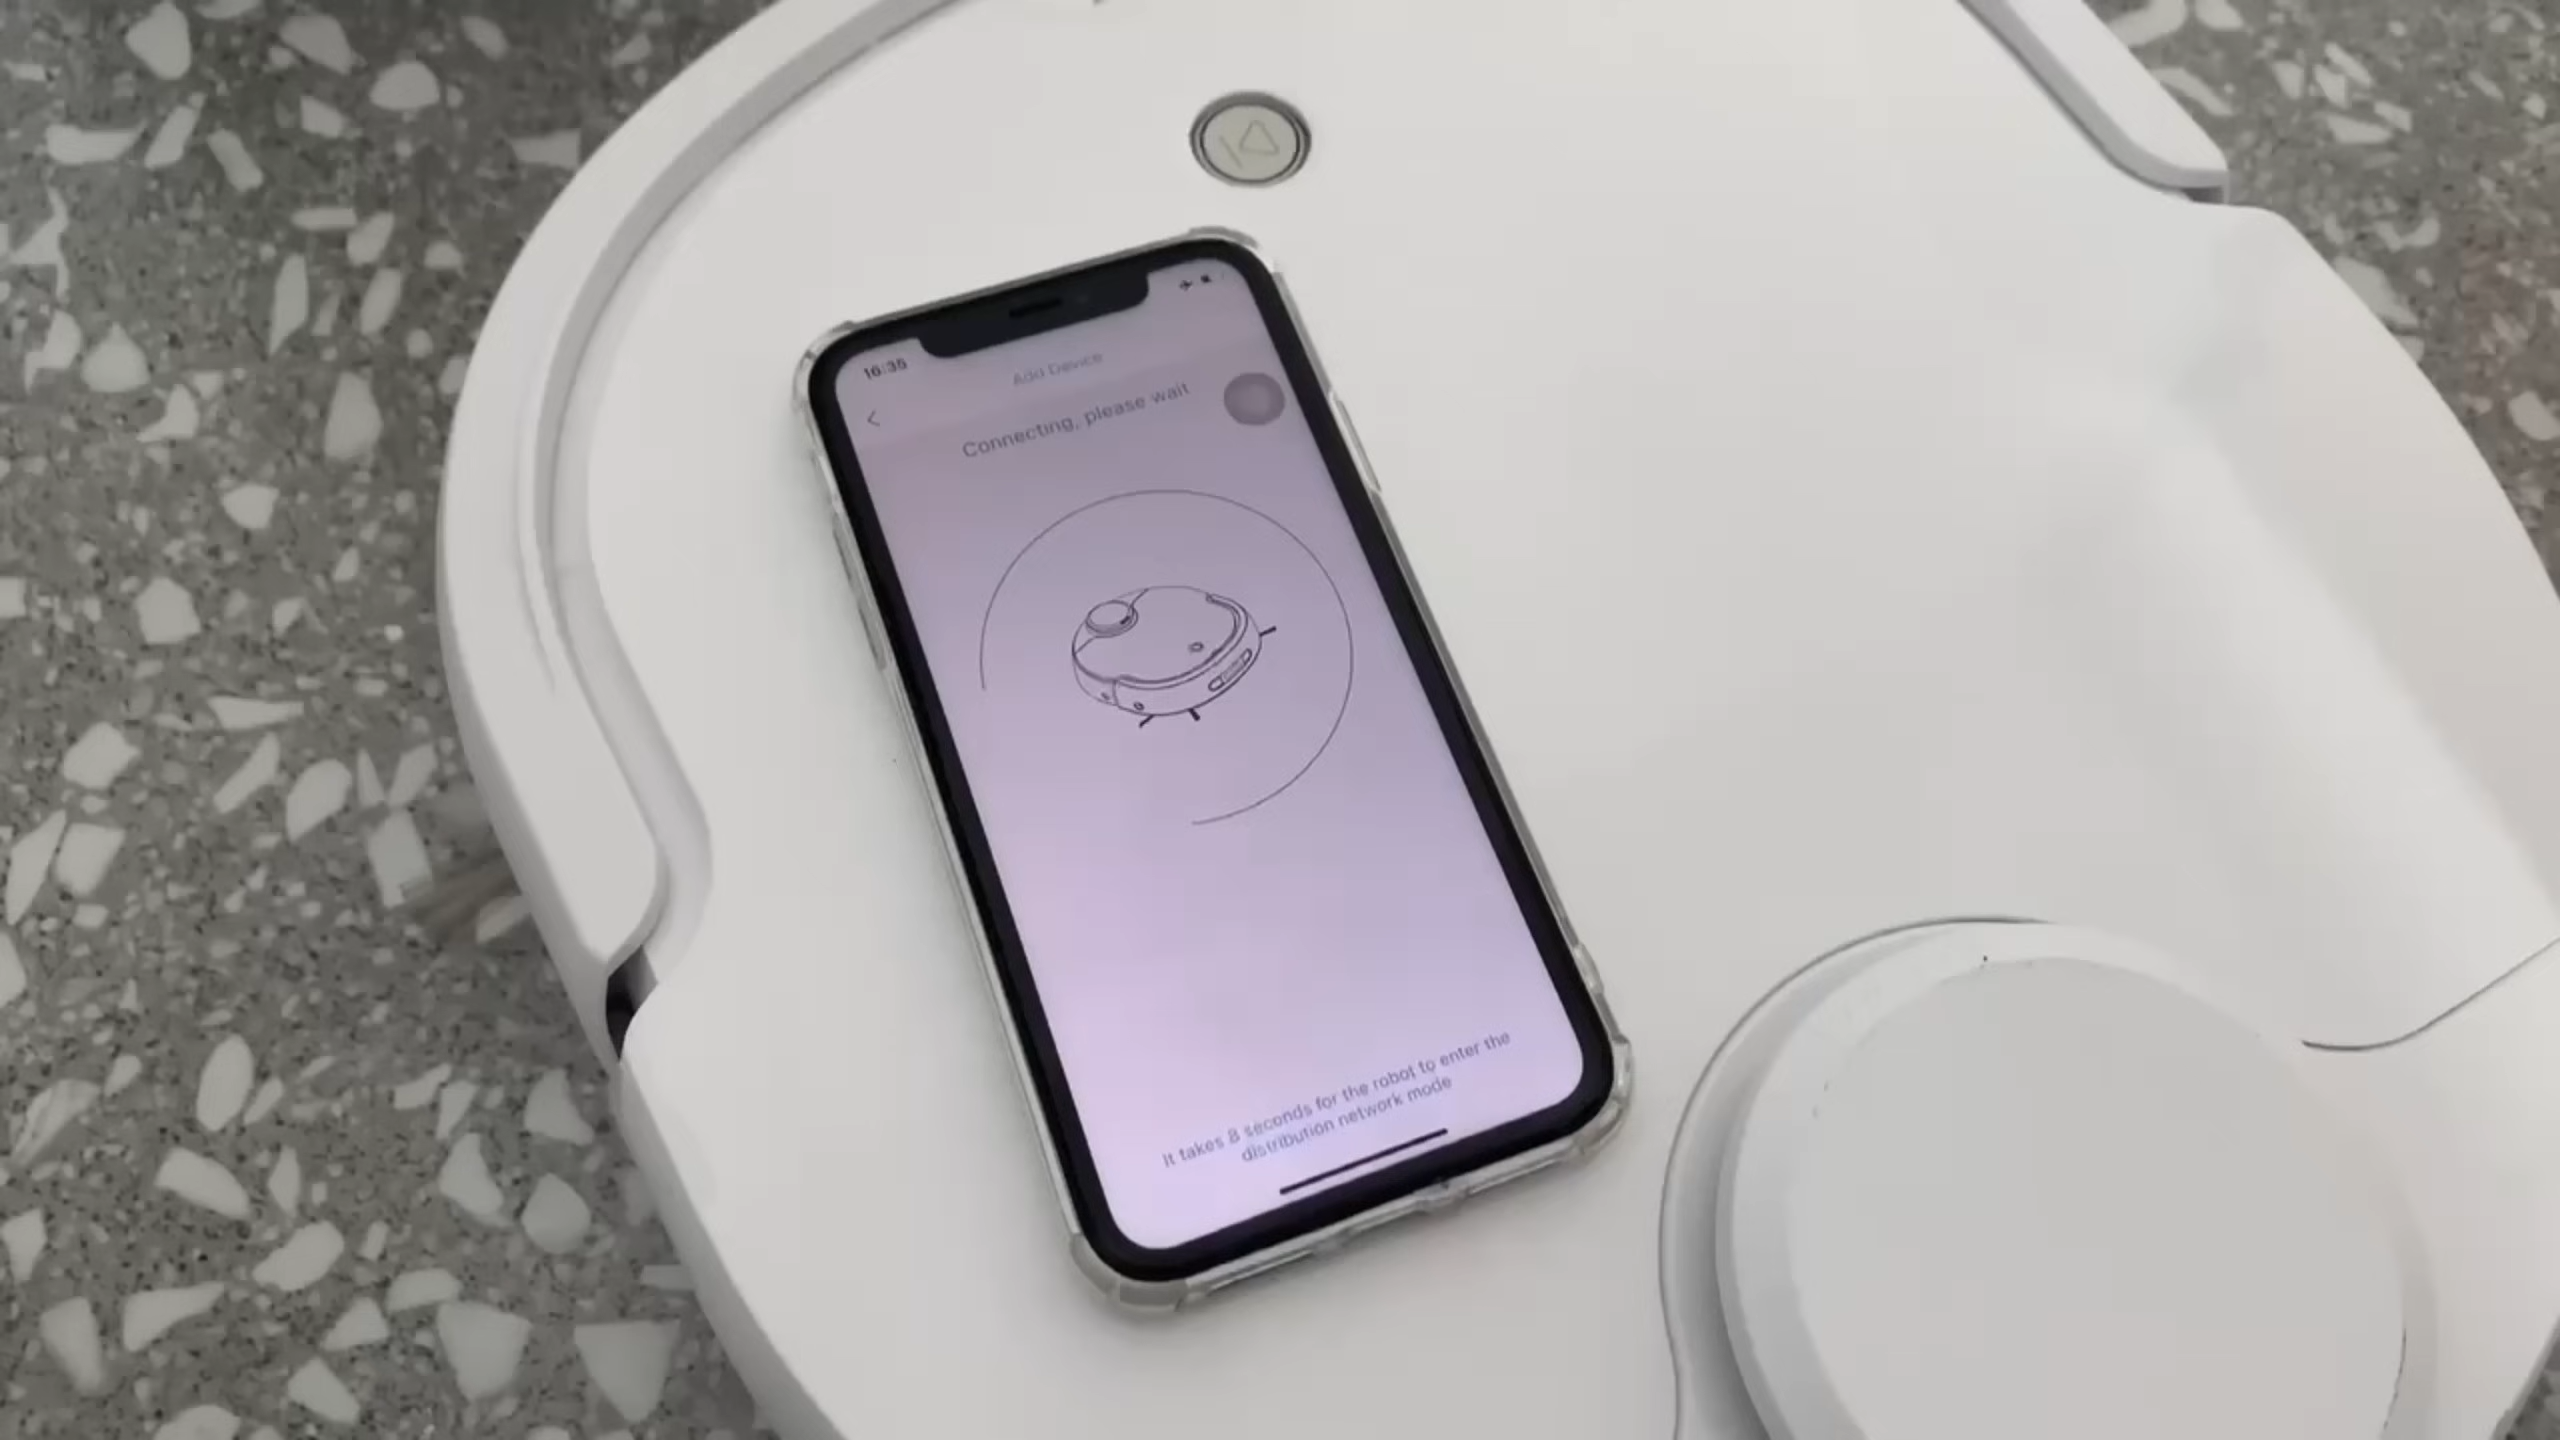 16:35
Add Device
Connecting, please wait
It takes 8 seconds for the robot to enter the
distribution network mode